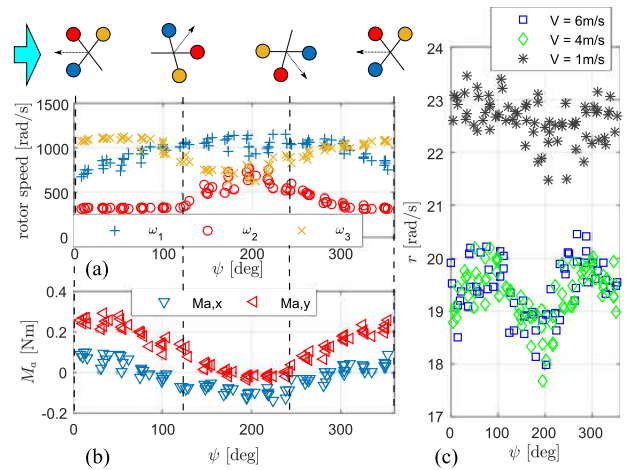 1500
1000
500
0
rotor speed [rad/s]
ω1 ω2 ω3
0 100 200 300
(a) ψ [deg]
0.4
0.2
0
-0.2
Ma [Nm]
Ma,x Ma,y
0 100 200 300
(b) ψ [deg]
V = 6m/s
V = 4m/s
V = 1m/s
24
23
22
21
20
19
18
17
r [rad/s]
0 100 200 300
(c) ψ [deg]